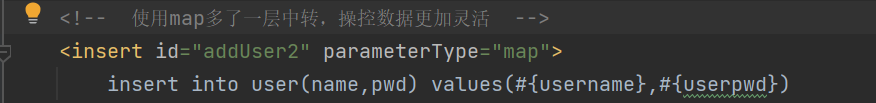 <!--  使用map多了一层中转，操控数据更加灵活  -->
<insert id="addUser2" parameterType="map">
insert into user(name,pwd) values(#{username},#{userpwd})